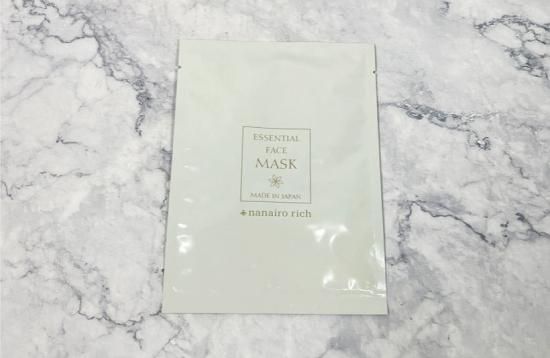 ESSENTIAL
FACE
MASK
MADE IN JAPAN
nanairo rich